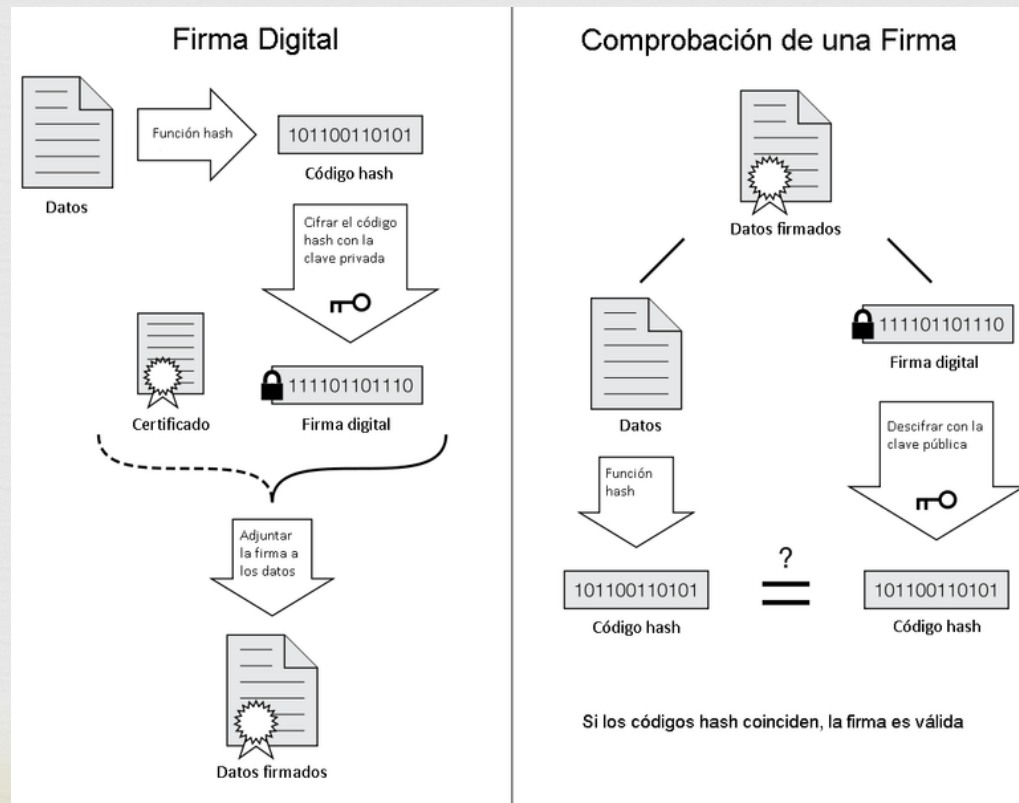 Firma Digital
Función hash
101100110101
Código hash
Datos
Cifrar el código
hash con la
clave privada
111101101110
Certificado
Firma digital
Adjuntar
la firma a
los datos
Datos firmados
Comprobación de una Firma
Datos firmados
111101101110
Firma digital
Datos
Descifrar con la
clave pública
Función
hash
?
101100110101
101100110101
Código hash
Código hash
Si los códigos hash coinciden, la firma es válida